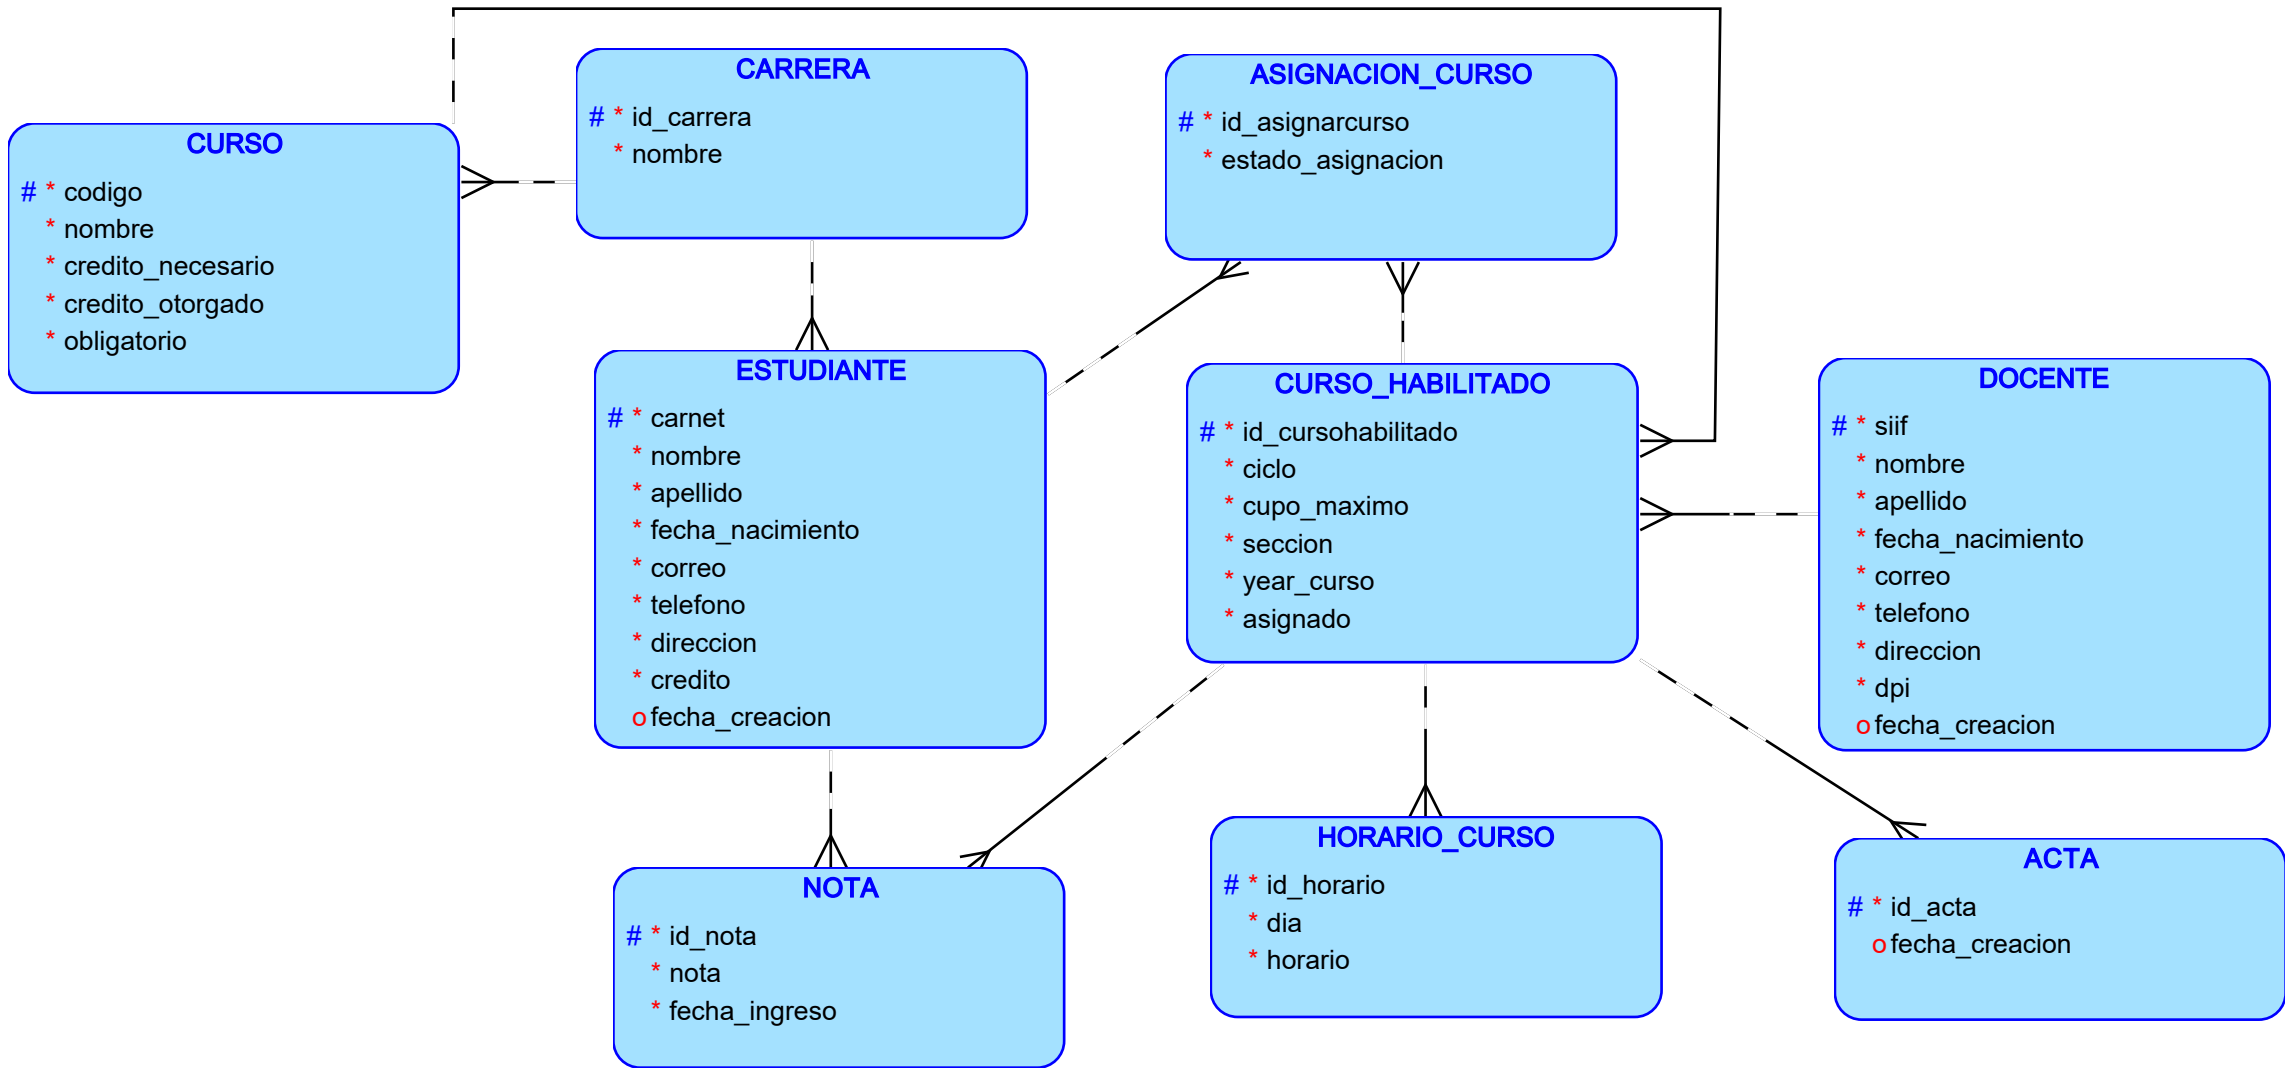 CURSO
# * codigo
* nombre
* credito_necesario
* credito_otorgado
* obligatorio
CARRERA
# * id_carrera
* nombre
ASIGNACION_CURSO
# * id_asignarcurso
* estado_asignacion
ESTUDIANTE
# * carnet
* nombre
* apellido
* fecha_nacimiento
* correo
* telefono
* direccion
* credito
o fecha_creacion
CURSO_HABILITADO
# * id_cursohabilitado
* ciclo
* cupo_maximo
* seccion
* year_curso
* asignado
DOCENTE
# * siif
* nombre
* apellido
* fecha_nacimiento
* correo
* telefono
* direccion
* dpi
o fecha_creacion
NOTA
# * id_nota
* nota
* fecha_ingreso
HORARIO_CURSO
# * id_horario
* dia
* horario
ACTA
# * id_acta
o fecha_creacion